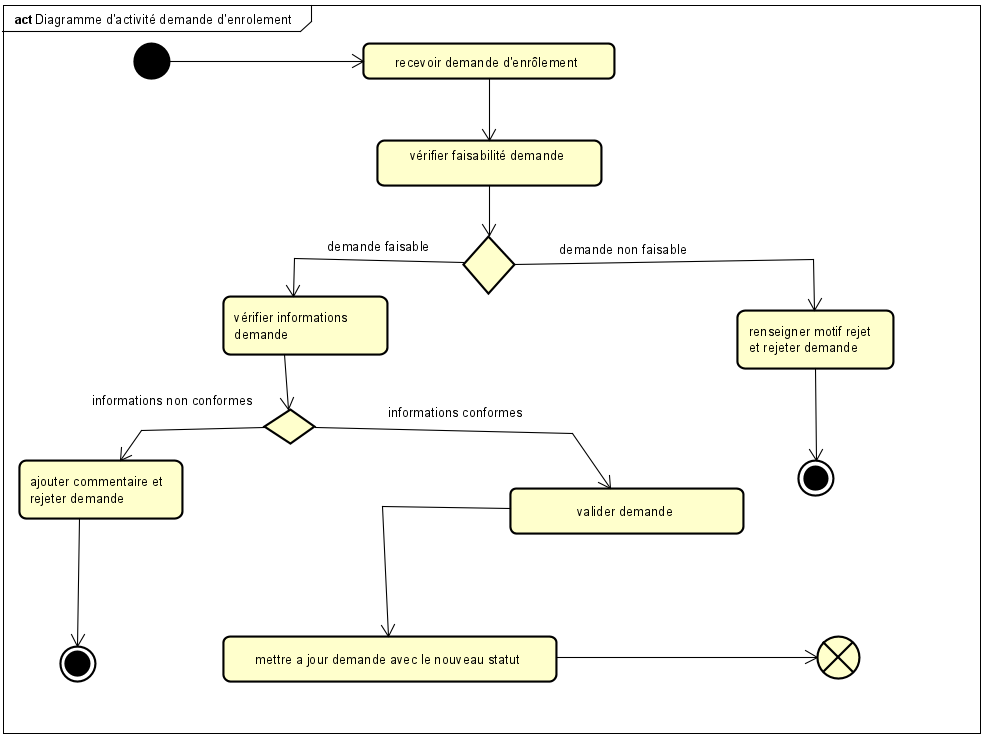 act Diagramme d'activité demande d'enrolement
recevoir demande d'enrôlement
vérifier faisabilité demande
demande faisable
demande non faisable
vérifier informations
demande
renseigner motif rejet
et rejeter demande
informations non conformes
informations conformes
ajouter commentaire et
rejeter demande
valider demande
mettre a jour demande avec le nouveau statut